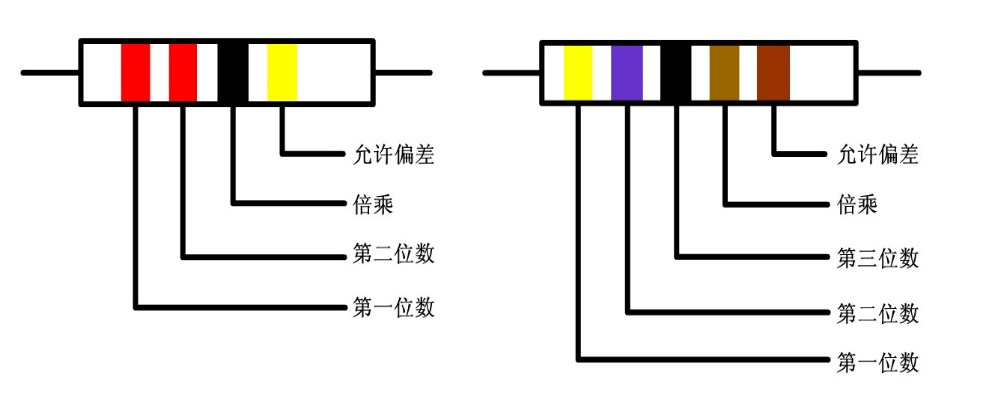 允许偏差
倍乘
第二位数
第一位数
允许偏差
倍乘
第三位数
第二位数
第一位数